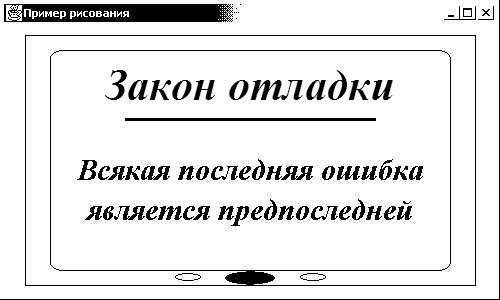 Пример рисования
Закон отладки
Всякая последняя ошибка
является предпоследней